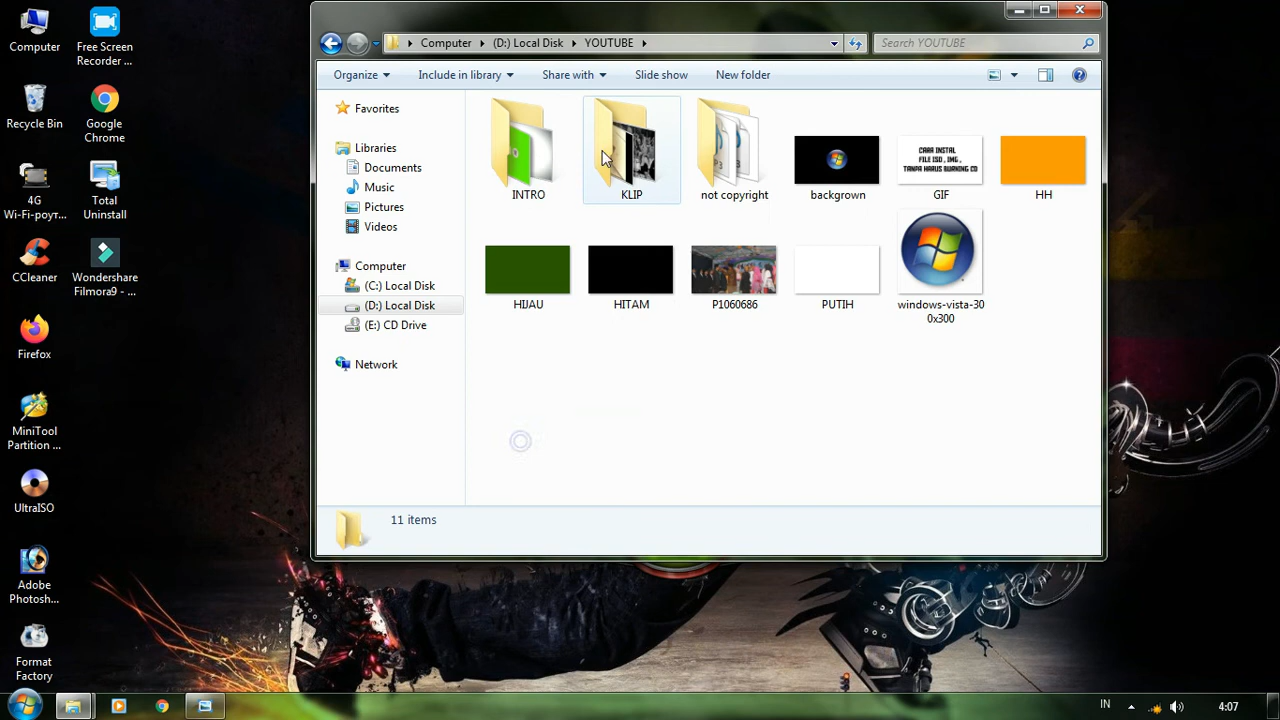 Computer
Free Screen
Recorder ...
Recycle Bin
Google
Chrome
4G
Wi-Fi-роут...
Total
Uninstall
CCleaner
Wondershare
Filmora9 - ...
Firefox
MiniTool
Partition ...
UltraISO
Adobe
Photosh...
Format
Factory
Computer
(D:) Local Disk
YOUTUBE
Search YOUTUBE
Organize
Include in library
Share with
Slide show
New folder
Favorites
Libraries
Documents
Music
Pictures
Videos
Computer
(C:) Local Disk
(D:) Local Disk
(E:) CD Drive
Network
INTRO
KLIP
not copyright
backgrown
CARA INSTAL
FILE ISO , IMG ,
TANPA HARUS BURNING CD
GIF
HH
HIJAU
HITAM
P1060686
PUTIH
windows-vista-30
0x300
11 items
IN
4:07